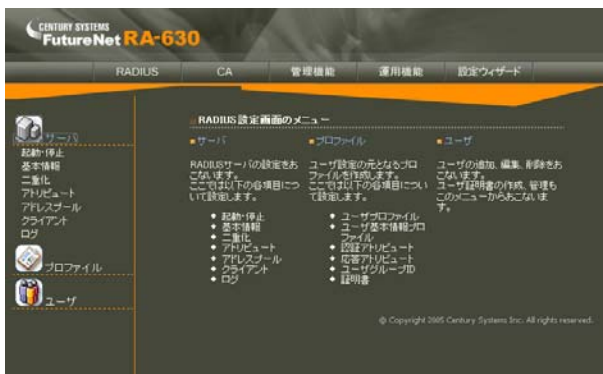 CENTURY SYSTEMS
FutureNet RA-630
RADIUS CA 管理機能 運用機能 設定ウィザード
サーバ
起動・停止
基本情報
二重化
アトリビュート
アドレスプール
クライアント
ログ
プロファイル
ユーザ
RADIUS設定画面のメニュー
サーバ
RADIUSサーバの設定をお
こないます。
ここでは以下の各項目につ
いて設定します。
起動・停止
基本情報
二重化
アトリビュート
アドレスプール
クライアント
ログ
プロファイル
ユーザ設定の元となるプロ
ファイルを作成します。
ここでは以下の各項目につい
て設定します。
ユーザプロファイル
ユーザ基本情報プロ
ファイル
認証アトリビュート
応答アトリビュート
ユーザグループID
証明書
ユーザ
ユーザの追加、編集、削除をお
こないます。
ユーザ証明書の作成、管理も
このメニューからおこないま
す。
© Copyright 2005 Century Systems Inc. All rights reserved.